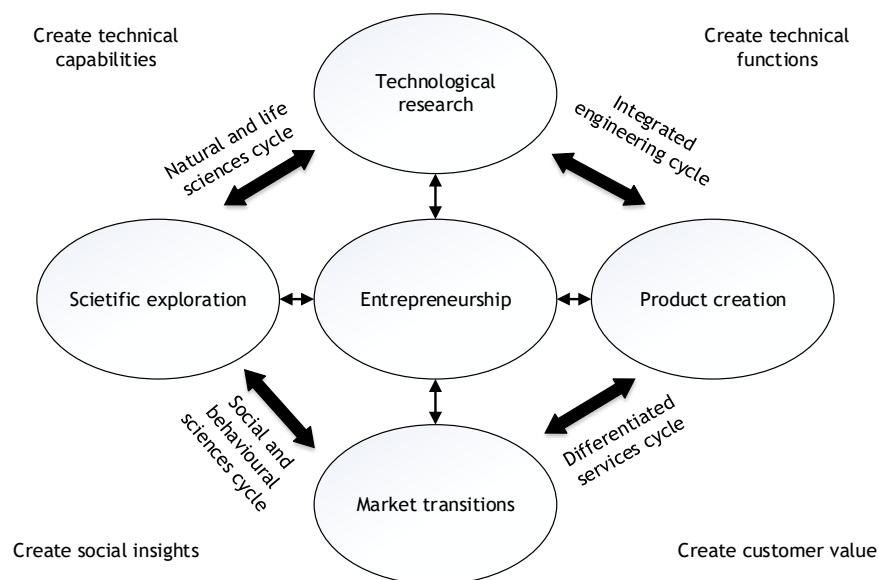 Create technical
capabilities
Create technical
functions
Technological
research
Natural and life
sciences cycle
Integrated
engineering cycle
Scietific exploration
Entrepreneurship
Product creation
Social and
behavioural
sciences cycle
Differentiated
services cycle
Market transitions
Create social insights
Create customer value